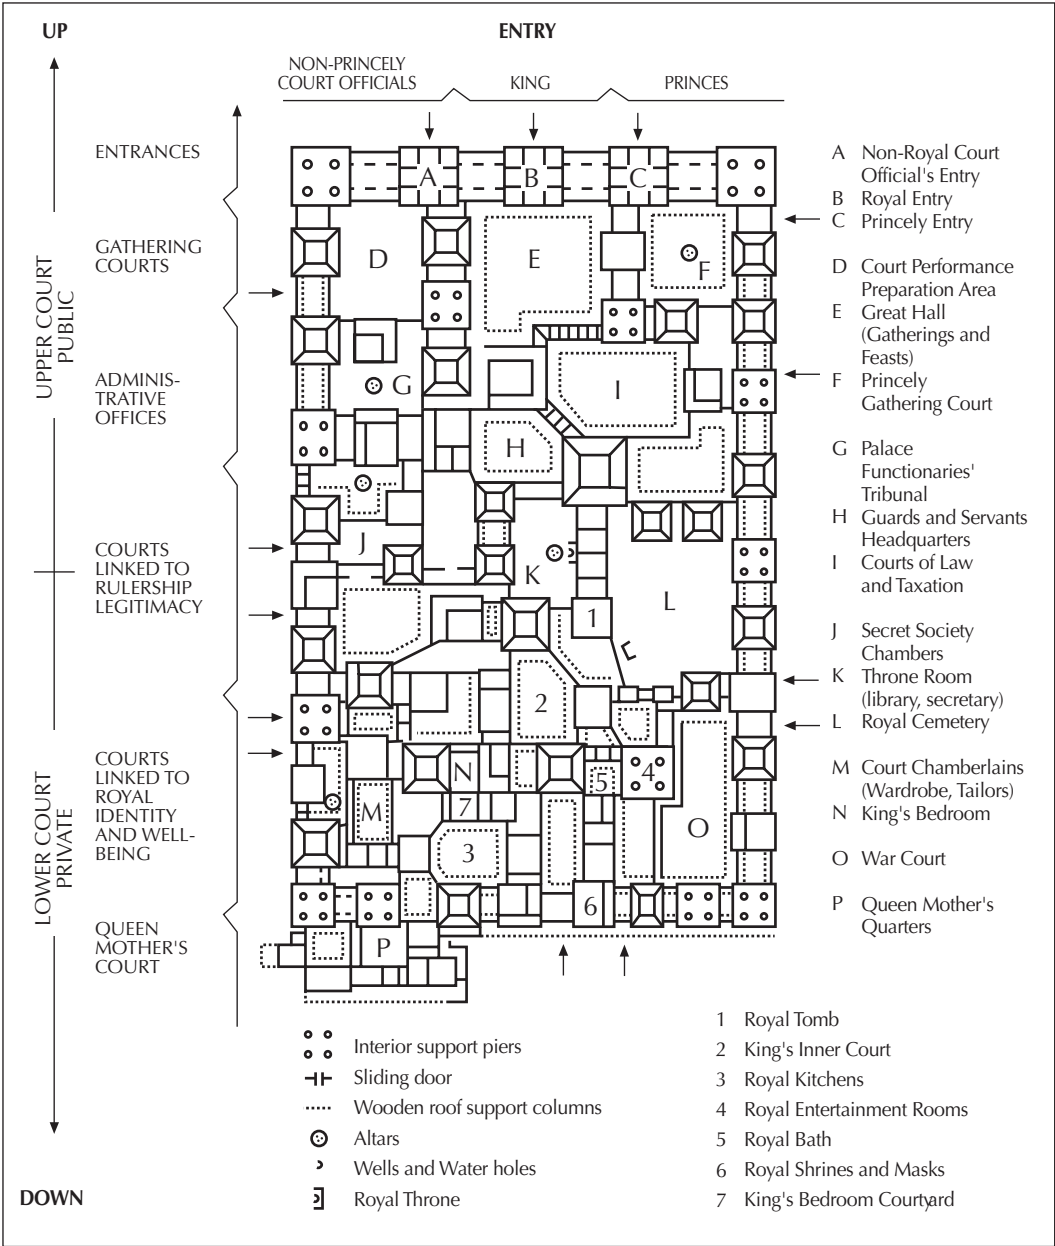 UP
ENTRY
NON-PRINCELY
COURT OFFICIALS
KING
PRINCES
ENTRANCES
GATHERING
COURTS
ADMINIS-
TRATIVE
OFFICES
COURTS
LINKED TO
RULERSHIP
LEGITIMACY
COURTS
LINKED TO
ROYAL
IDENTITY
AND WELL-
BEING
QUEEN
MOTHER'S
COURT
UPPER COURT
PUBLIC
LOWER COURT
PRIVATE
DOWN
A
B
C
D
E
F
G
H
I
J
K
L
1
2
N
4
5
M
7
3
O
6
P
A Non-Royal Court
Official's Entry
B Royal Entry
C Princely Entry
D Court Performance
Preparation Area
E Great Hall
(Gatherings and
Feasts)
F Princely
Gathering Court
G Palace
Functionaries'
Tribunal
H Guards and Servants
Headquarters
I Courts of Law
and Taxation
J Secret Society
Chambers
K Throne Room
(library, secretary)
L Royal Cemetery
M Court Chamberlains
(Wardrobe, Tailors)
N King's Bedroom
O War Court
P Queen Mother's
Quarters
Interior support piers
Sliding door
Wooden roof support columns
Altars
Wells and Water holes
Royal Throne
1 Royal Tomb
2 King's Inner Court
3 Royal Kitchens
4 Royal Entertainment Rooms
5 Royal Bath
6 Royal Shrines and Masks
7 King's Bedroom Courtyard